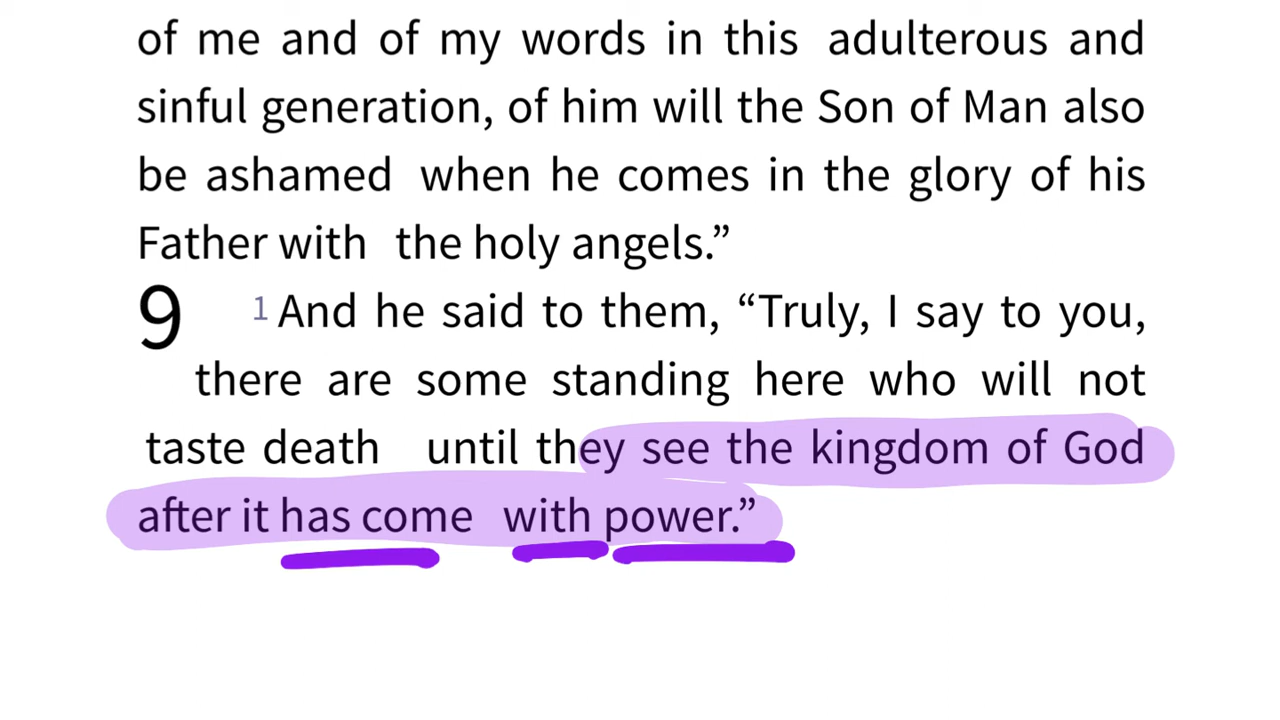 of me and of my words in this adulterous and
sinful generation, of him will the Son of Man also
be ashamed when he comes in the glory of his
Father with the holy angels.”
9 1 And he said to them, “Truly, I say to you,
there are some standing here who will not
taste death until they see the kingdom of God
after it has come with power.”